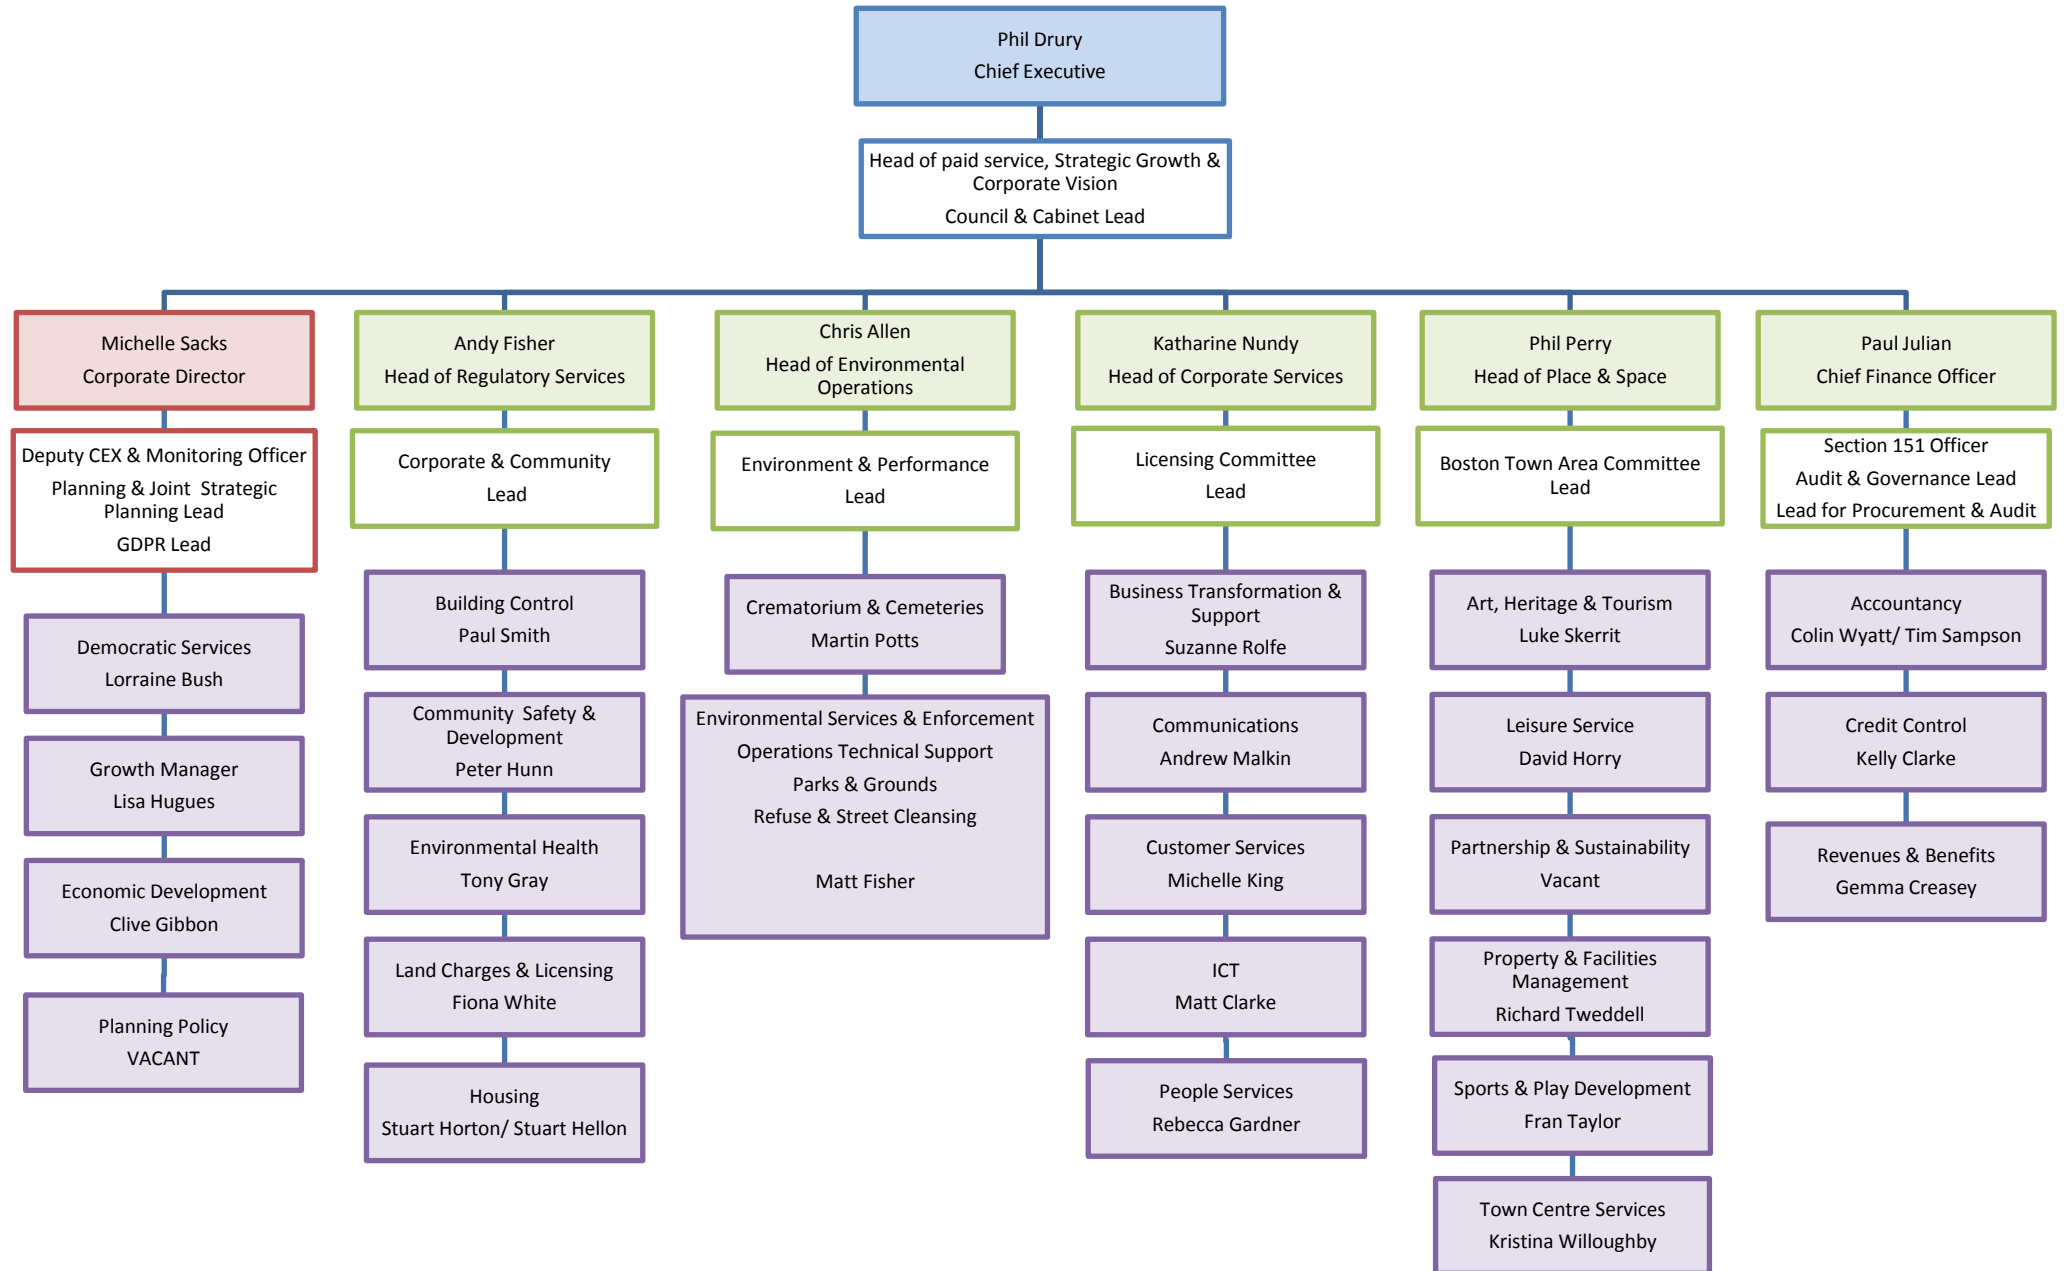 Phil Drury
Chief Executive
Head of paid service, Strategic Growth &
Corporate Vision
Council & Cabinet Lead
Michelle Sacks
Corporate Director
Deputy CEX & Monitoring Officer
Planning & Joint  Strategic
Planning Lead
GDPR Lead
Democratic Services
Lorraine Bush
Growth Manager
Lisa Hugues
Economic Development
Clive Gibbon
Planning Policy
VACANT
Andy Fisher
Head of Regulatory Services
Corporate & Community
Lead
Building Control
Paul Smith
Community  Safety &
Development
Peter Hunn
Environmental Health
Tony Gray
Land Charges & Licensing
Fiona White
Housing
Stuart Horton/ Stuart Hellon
Chris Allen
Head of Environmental
Operations
Environment & Performance
Lead
Crematorium & Cemeteries
Martin Potts
Environmental Services & Enforcement
Operations Technical Support
Parks & Grounds
Refuse & Street Cleansing
Matt Fisher
Katharine Nundy
Head of Corporate Services
Licensing Committee
Lead
Business Transformation &
Support
Suzanne Rolfe
Communications
Andrew Malkin
Customer Services
Michelle King
ICT
Matt Clarke
People Services
Rebecca Gardner
Phil Perry
Head of Place & Space
Boston Town Area Committee
Lead
Art, Heritage & Tourism
Luke Skerrit
Leisure Service
David Horry
Partnership & Sustainability
Vacant
Property & Facilities
Management
Richard Tweddell
Sports & Play Development
Fran Taylor
Town Centre Services
Kristina Willoughby
Paul Julian
Chief Finance Officer
Section 151 Officer
Audit & Governance Lead
Lead for Procurement & Audit
Accountancy
Colin Wyatt/ Tim Sampson
Credit Control
Kelly Clarke
Revenues & Benefits
Gemma Creasey